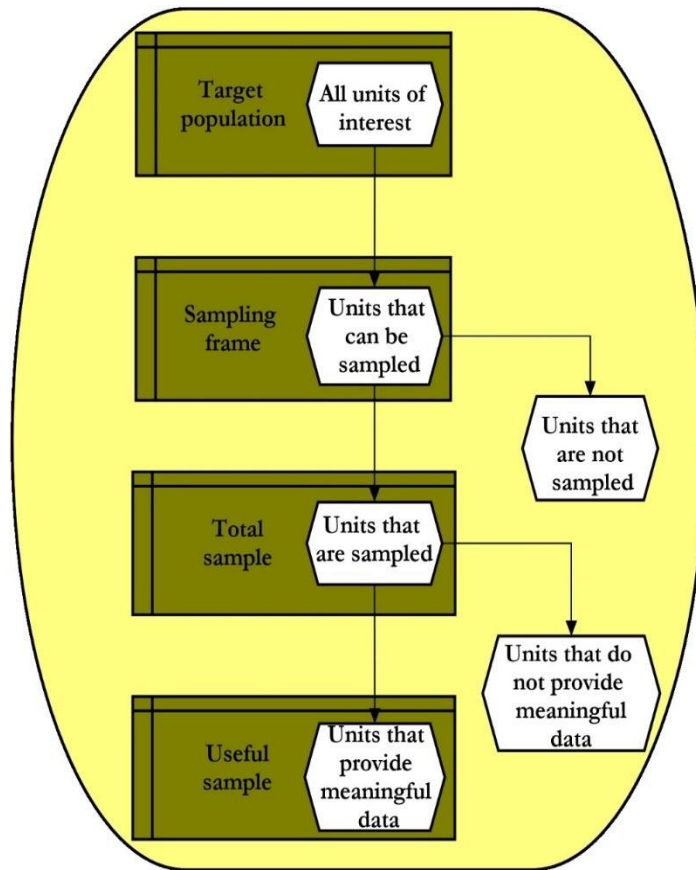 Target
population
All units of
interest
Sampling
frame
Units that
can be
sampled
Units that
are not
sampled
Total
sample
Units that
are sampled
Units that do
not provide
meaningful
data
Useful
sample
Units that
provide
meaningful
data